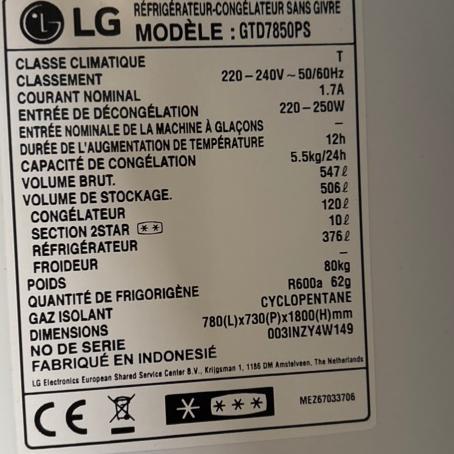 LG
RÉFRIGÉRATEUR-CONGÉLATEUR SANS GIVRE
MODÈLE : GTD7850PS
CLASSE CLIMATIQUE T
CLASSEMENT 220-240V ~ 50/60Hz
COURANT NOMINAL 1.7A
ENTRÉE DE DÉCONGÉLATION 220-250W
ENTRÉE NOMINALE DE LA MACHINE À GLAÇONS –
DURÉE DE L'AUGMENTATION DE TEMPÉRATURE 12h
CAPACITÉ DE CONGÉLATION 5.5kg/24h
VOLUME BRUT. 547ℓ
VOLUME DE STOCKAGE. 506ℓ
CONGÉLATEUR 120ℓ
SECTION 2STAR ** 10ℓ
RÉFRIGÉRATEUR 376ℓ
FROIDEUR –
POIDS 80kg
QUANTITÉ DE FRIGORIGÈNE R600a 62g
GAZ ISOLANT CYCLOPENTANE
DIMENSIONS 780(L)x730(P)x1800(H)mm
NO DE SERIE 003INZY4W149
FABRIQUÉ EN INDONESIÉ
LG Electronics European Shared Service Center B.V., Krijgsman 1, 1186 DM Amstelveen, The Netherlands
CE * *** MEZ67033706